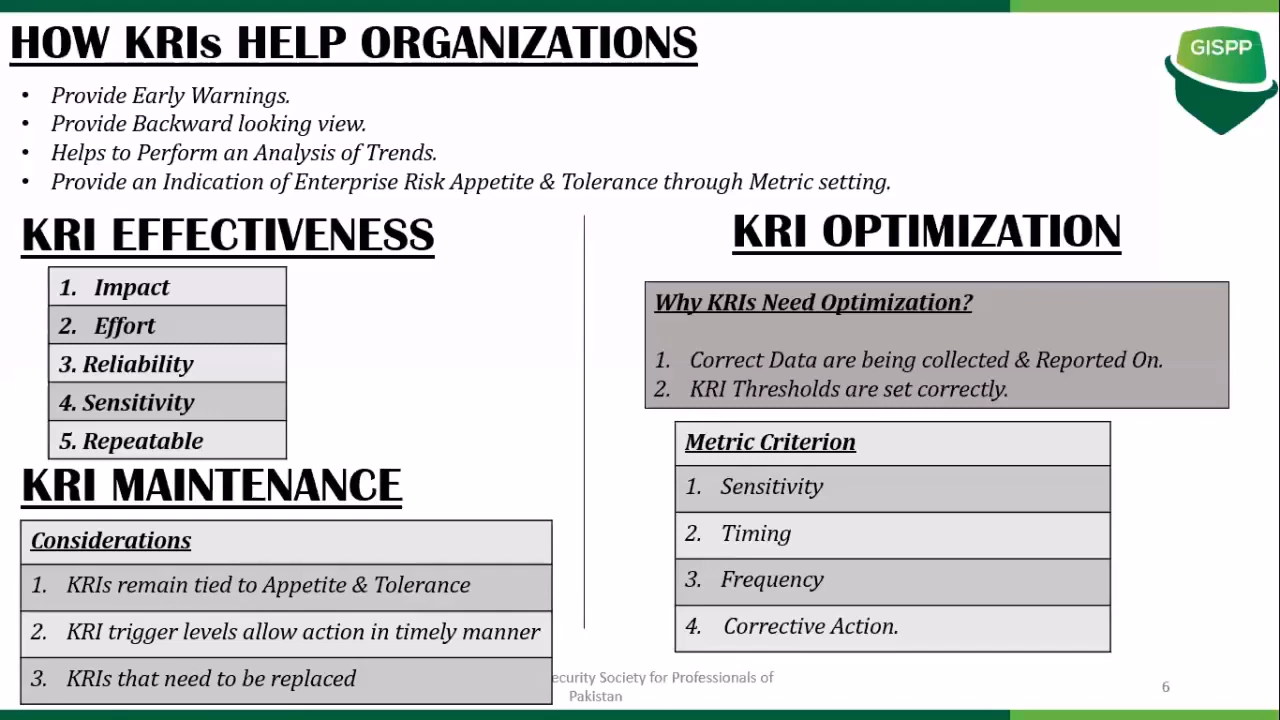 HOW KRIs HELP ORGANIZATIONS
GISPP
• Provide Early Warnings.
• Provide Backward looking view.
• Helps to Perform an Analysis of Trends.
• Provide an Indication of Enterprise Risk Appetite & Tolerance through Metric setting.
KRI EFFECTIVENESS
1. Impact
2. Effort
3. Reliability
4. Sensitivity
5. Repeatable
KRI MAINTENANCE
Considerations
1. KRIs remain tied to Appetite & Tolerance
2. KRI trigger levels allow action in timely manner
3. KRIs that need to be replaced
KRI OPTIMIZATION
Why KRIs Need Optimization?
1. Correct Data are being collected & Reported On.
2. KRI Thresholds are set correctly.
Metric Criterion
1. Sensitivity
2. Timing
3. Frequency
4. Corrective Action.
ecurity Society for Professionals of
Pakistan
6